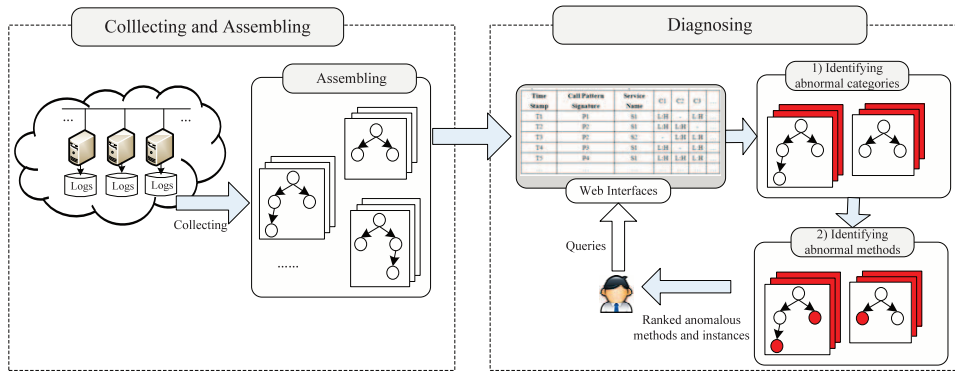 Colllecting and Assembling
...
...
Logs
Logs
Logs
Collecting
Assembling
......
Diagnosing
Time Stamp Call Pattern Signature Service Name C1 C2 C3 ...
T1 P1 S1 L/H - L/H
T2 P2 S1 L/H L/H -
T3 P2 S2 - L/H
T4 P3 S1 L/H L/H L/H
T5 P4 S1 L/H L/H L/H
Web Interfaces
Queries
1) Identifying
abnormal categories
2) Identifying
abnormal methods
Ranked anomalous
methods and instances